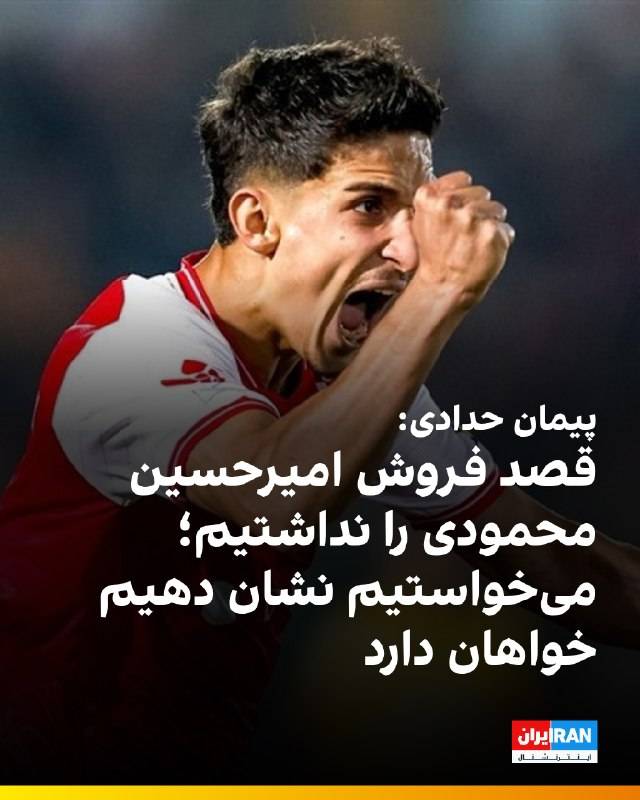 پیمان حدادی:
قصد فروش امیرحسین
محمودی را نداشتیم؛
می‌خواستیم نشان دهیم
خواهان دارد
ایران IRAN
اینترنشنال